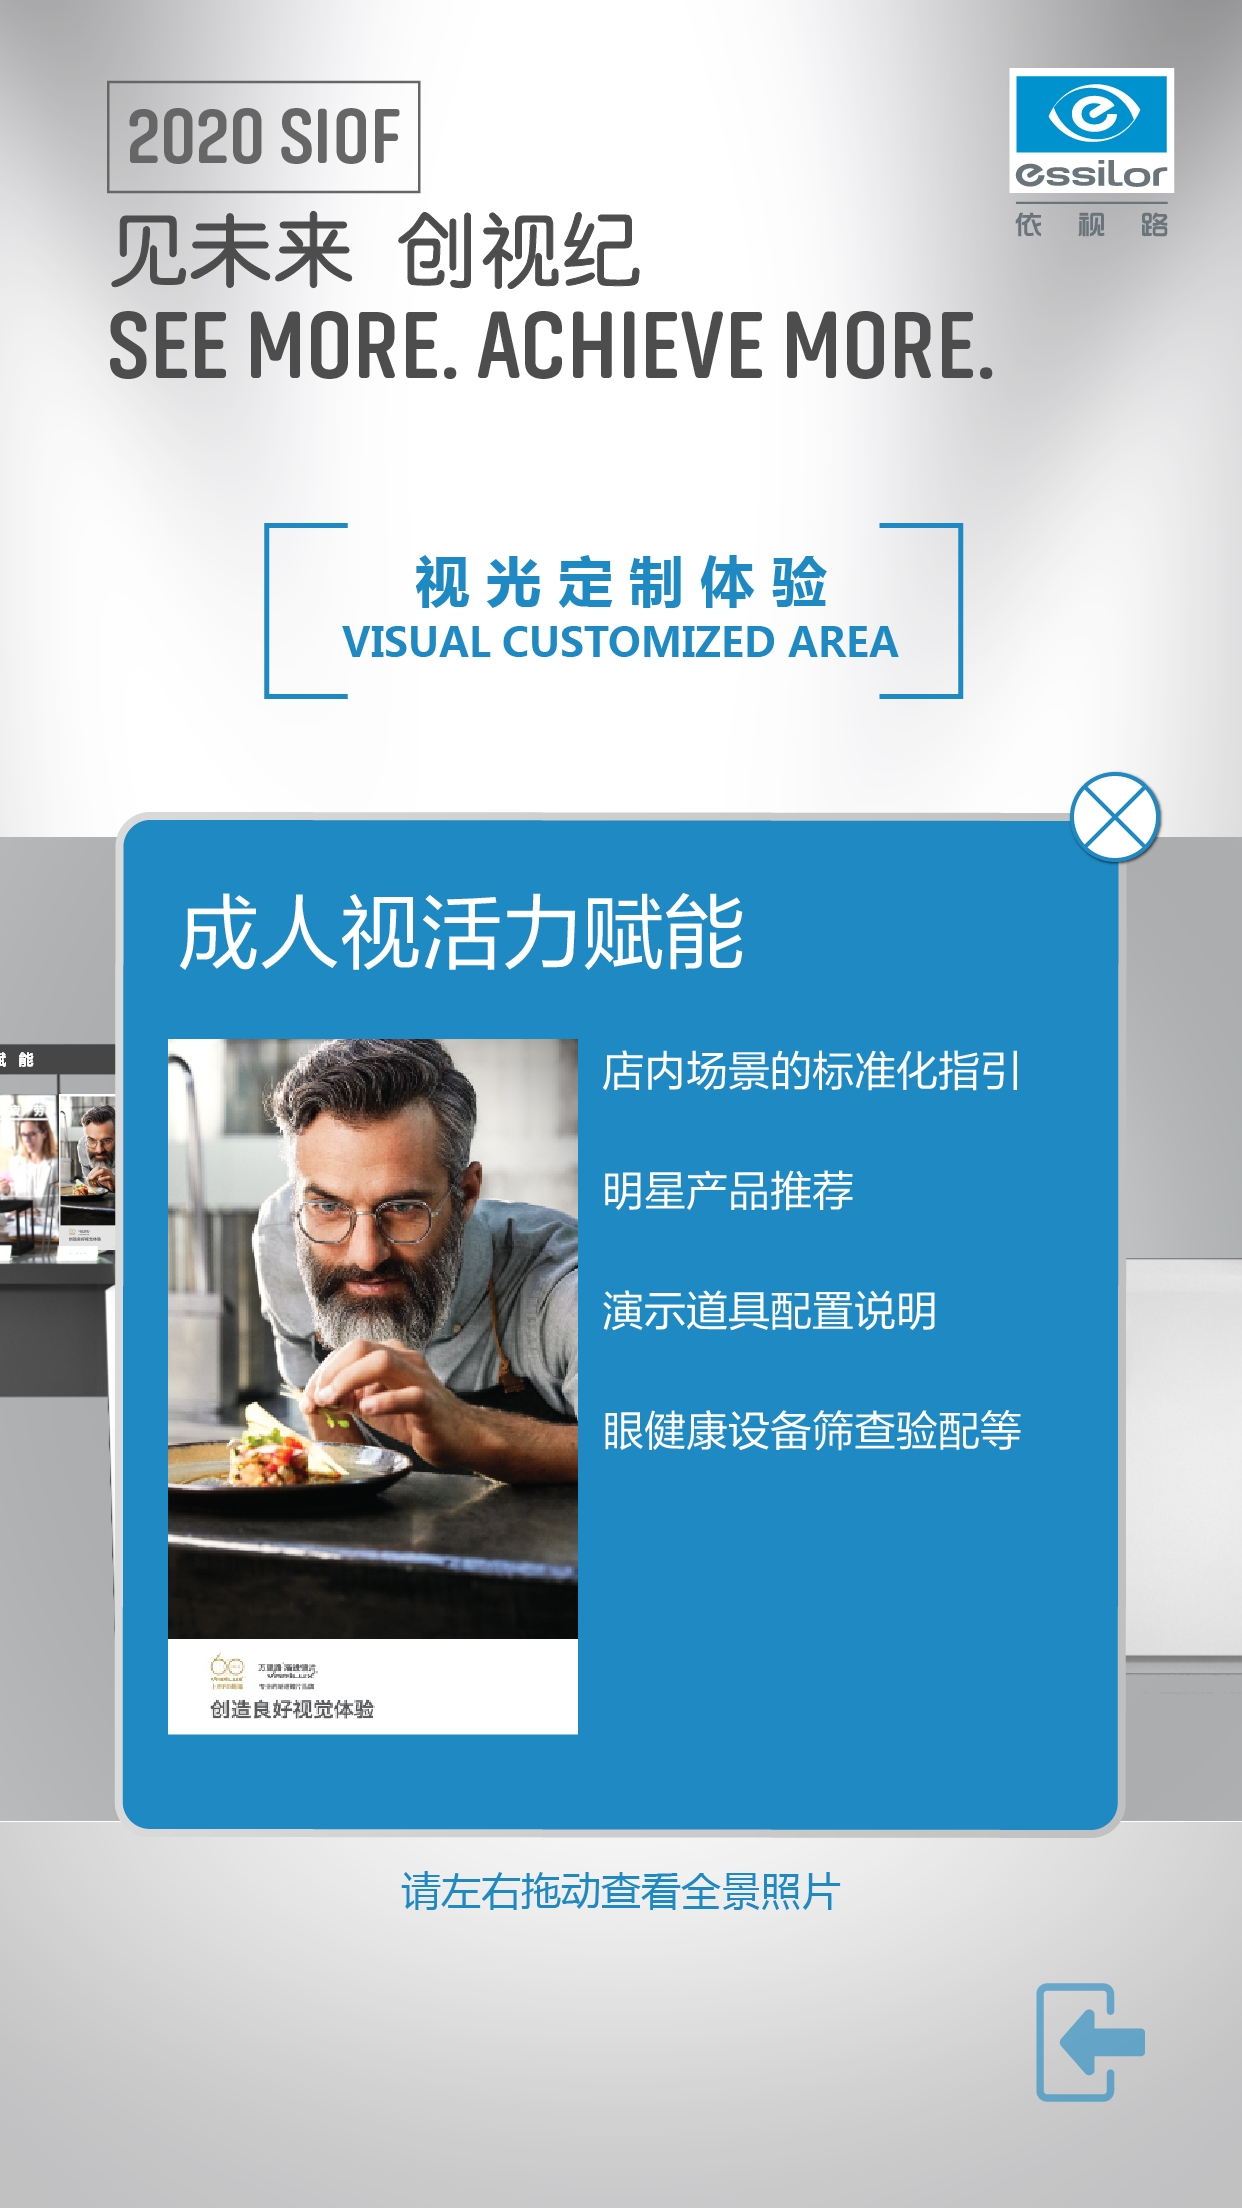 2020 SIOF
essilor
依 视 路
见未来 创视纪
SEE MORE. ACHIEVE MORE.
视光定制体验
VISUAL CUSTOMIZED AREA
成人视活力赋能
能
店内场景的标准化指引
明星产品推荐
演示道具配置说明
眼健康设备筛查验配等
创造良好视觉体验
请左右拖动查看全景照片